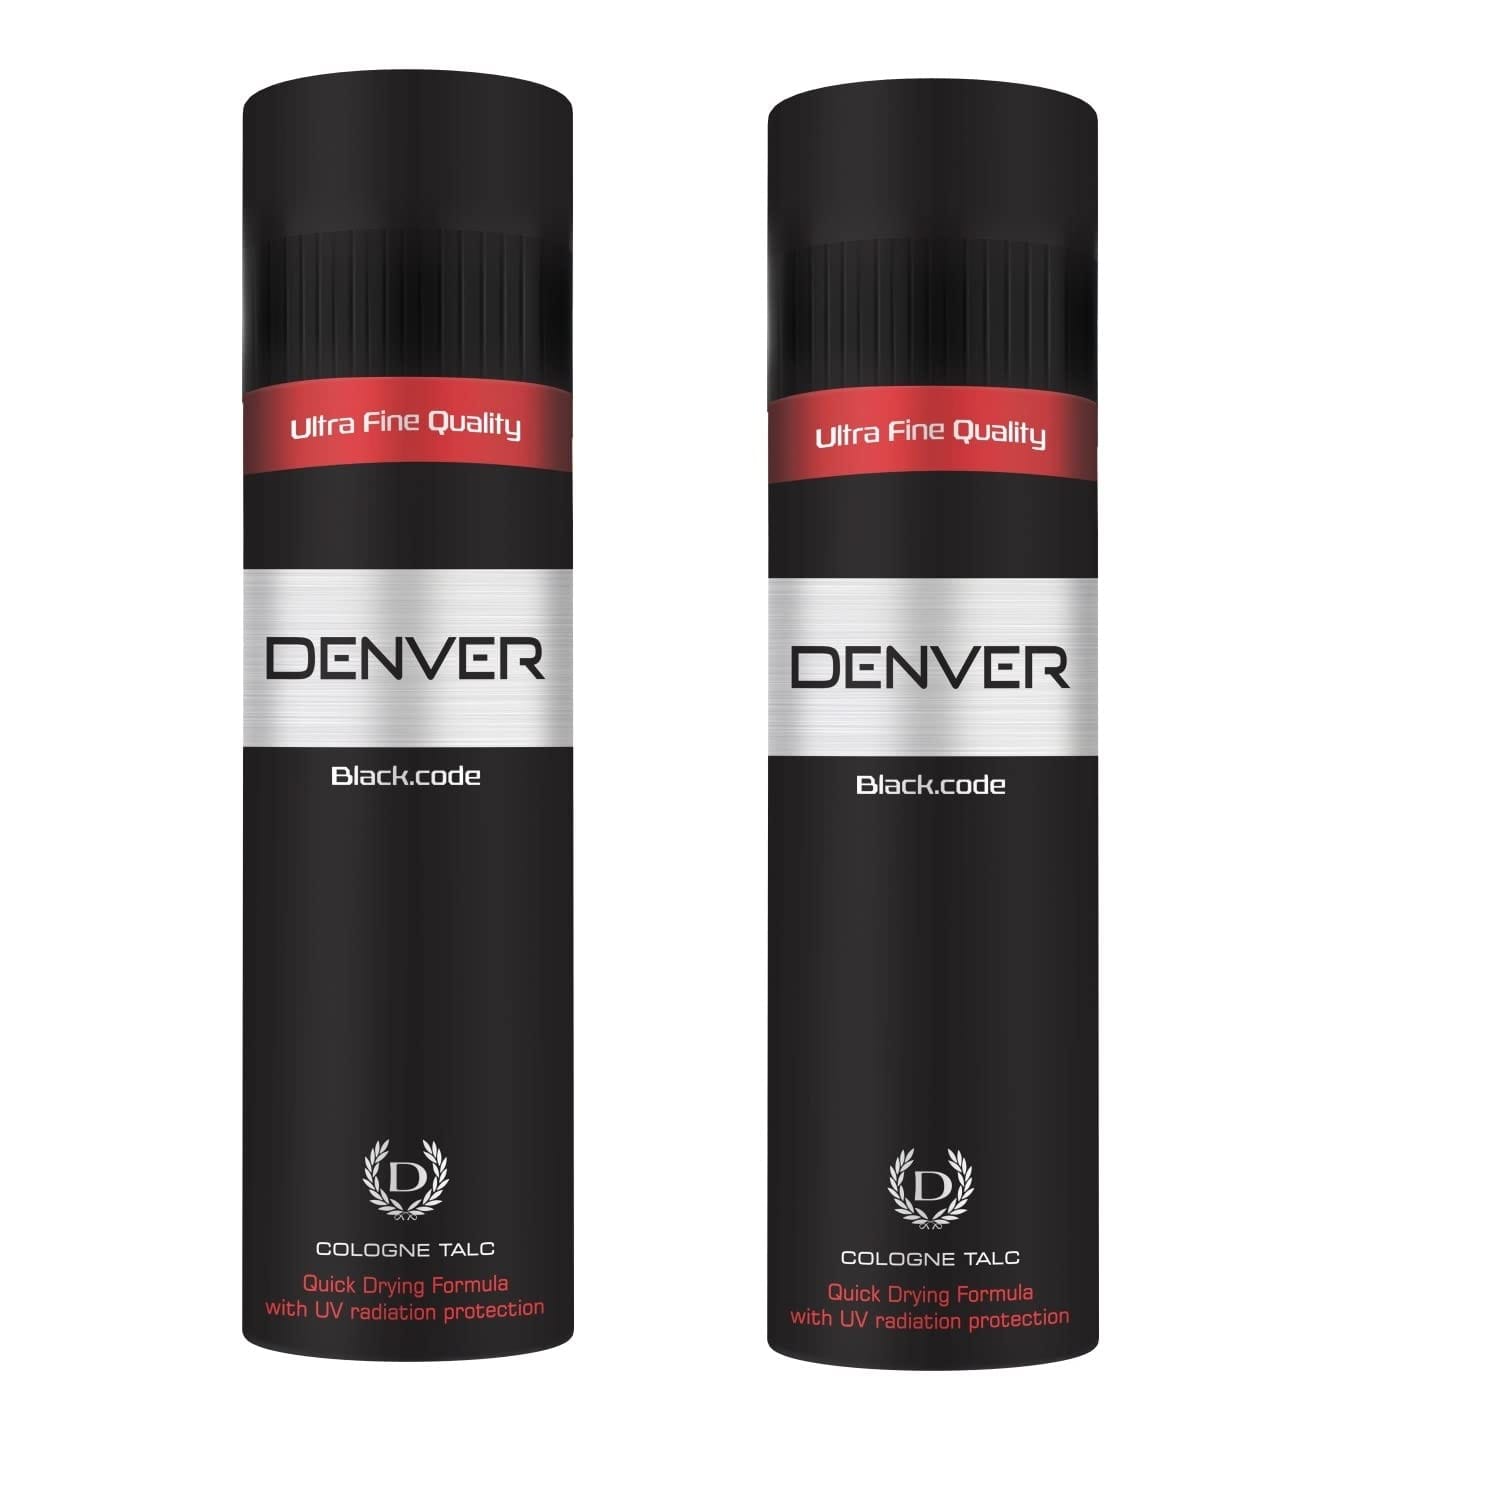 Ultra Fine Quality
DENVER
Black.code
D
COLOGNE TALC
Quick Drying Formula
with UV radiation protection
Ultra Fine Quality
DENVER
Black.code
D
COLOGNE TALC
Quick Drying Formula
with UV radiation protection